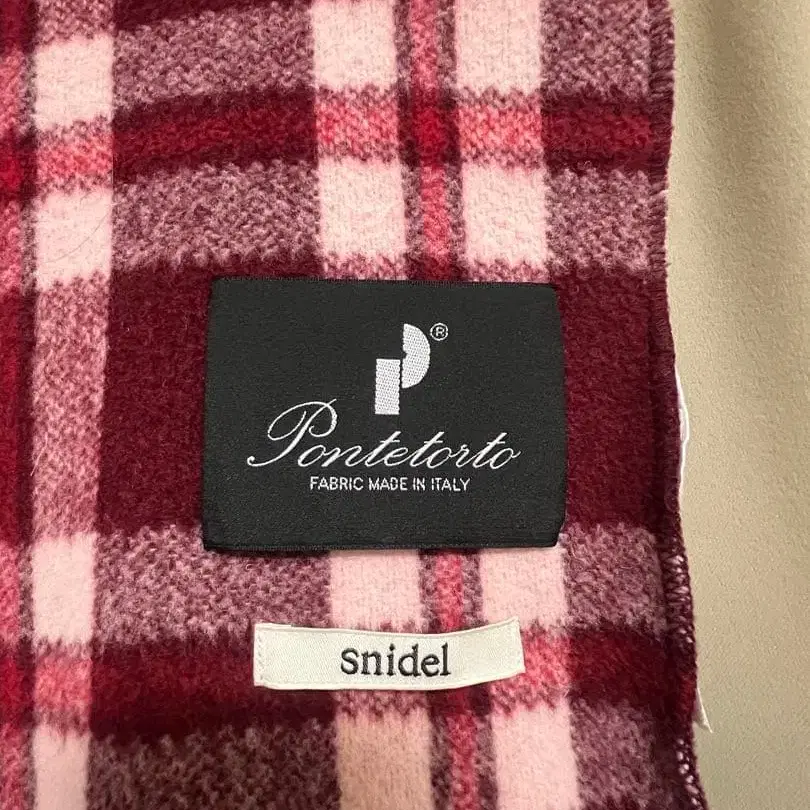 ®
Pontetorto
FABRIC MADE IN ITALY
snidel